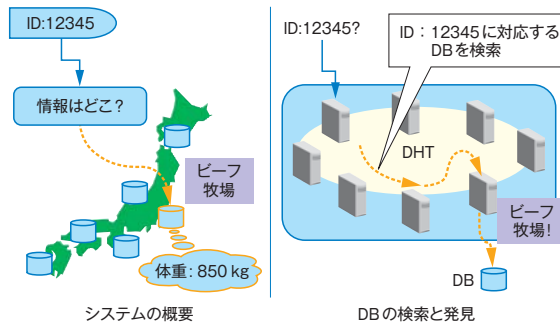 ID:12345
情報はどこ？
ビーフ
牧場
体重：850 kg
システムの概要
ID:12345?
ID：12345に対応する
DBを検索
DHT
ビーフ
牧場！
DB
DBの検索と発見